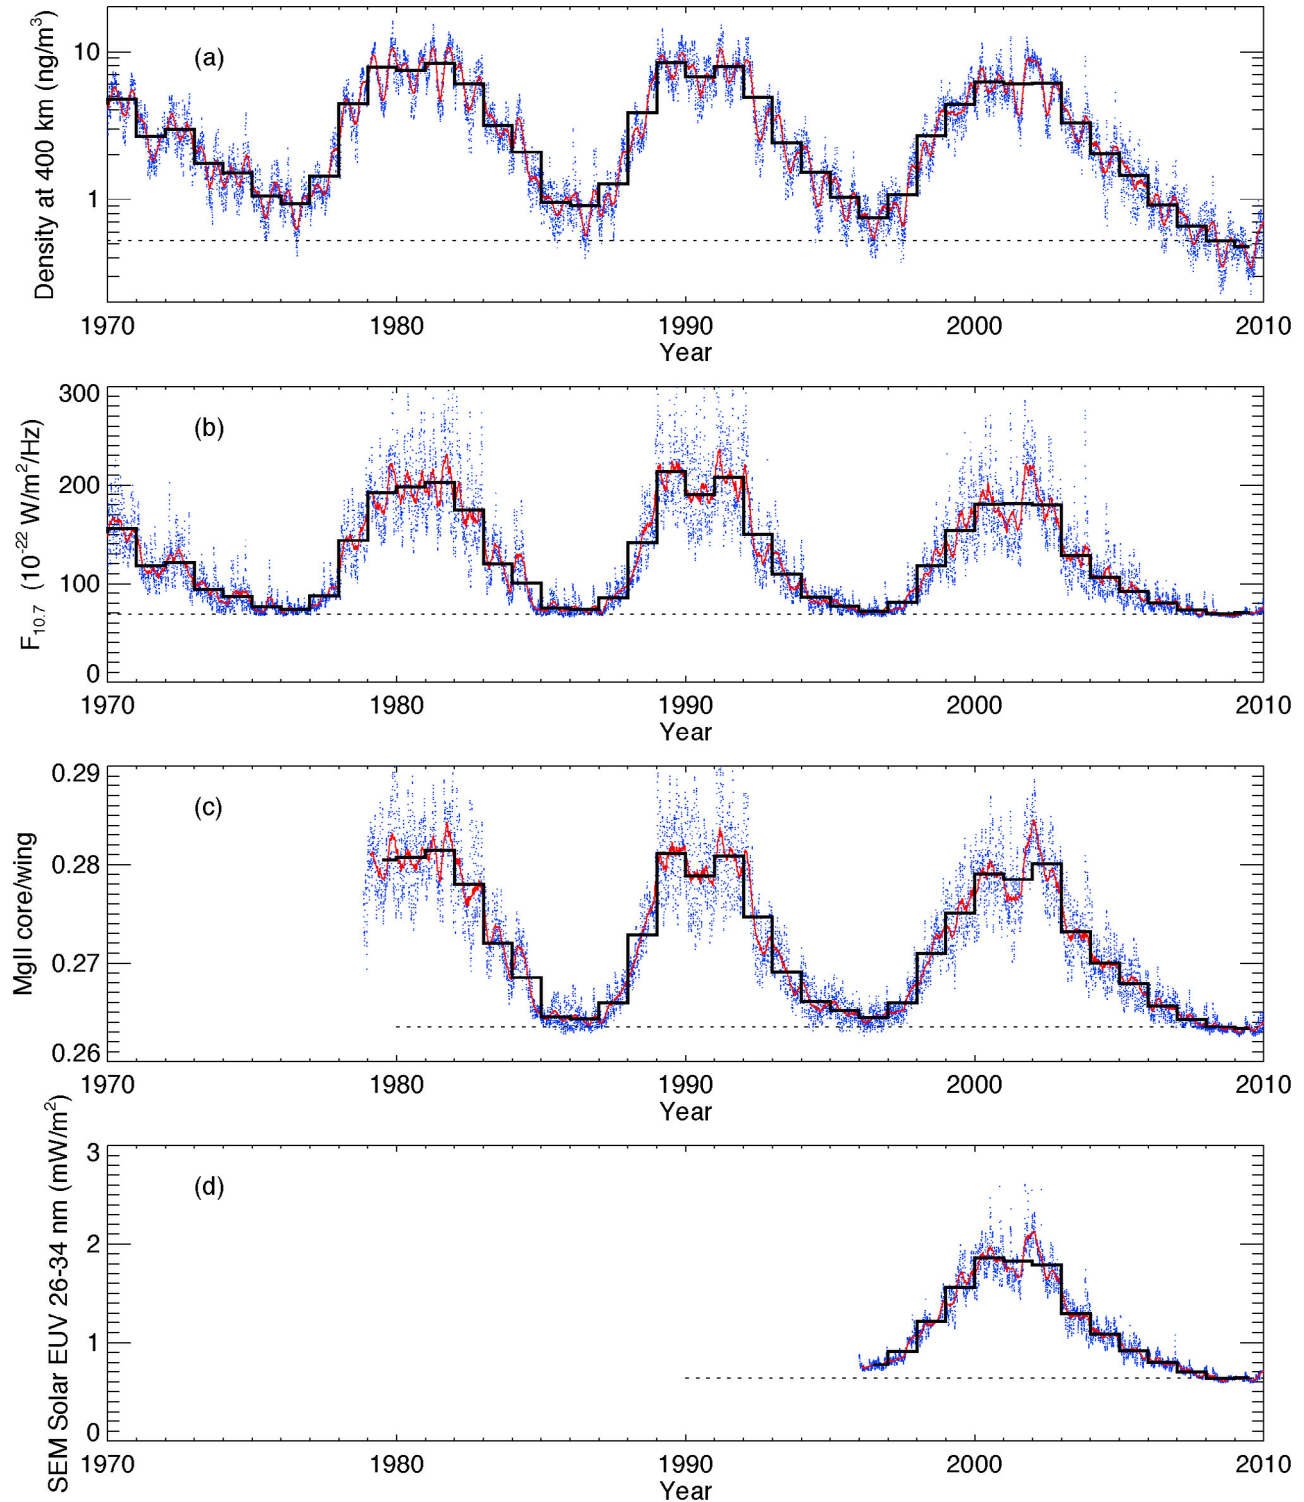 (a)
Density at 400 km (ng/m³)
10
1
1970 1980 1990 2000 2010
Year
(b)
F₁₀.₇ (10⁻²² W/m²/Hz)
300
200
100
0
1970 1980 1990 2000 2010
Year
(c)
MgII core/wing
0.29
0.28
0.27
0.26
1970 1980 1990 2000 2010
Year
(d)
SEM Solar EUV 26-34 nm (mW/m²)
3
2
1
0
1970 1980 1990 2000 2010
Year